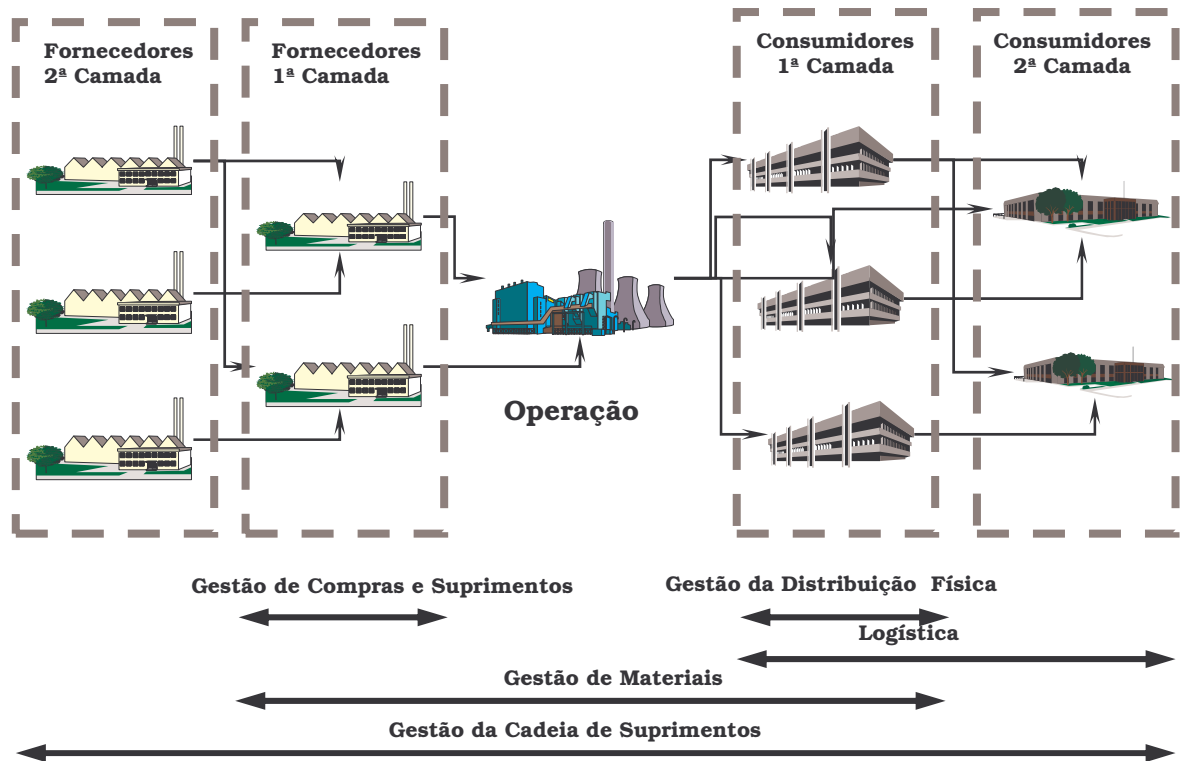 Fornecedores
2ª Camada
Fornecedores
1ª Camada
Consumidores
1ª Camada
Consumidores
2ª Camada
Operação
Gestão de Compras e Suprimentos
Gestão da Distribuição Física
Logística
Gestão de Materiais
Gestão da Cadeia de Suprimentos